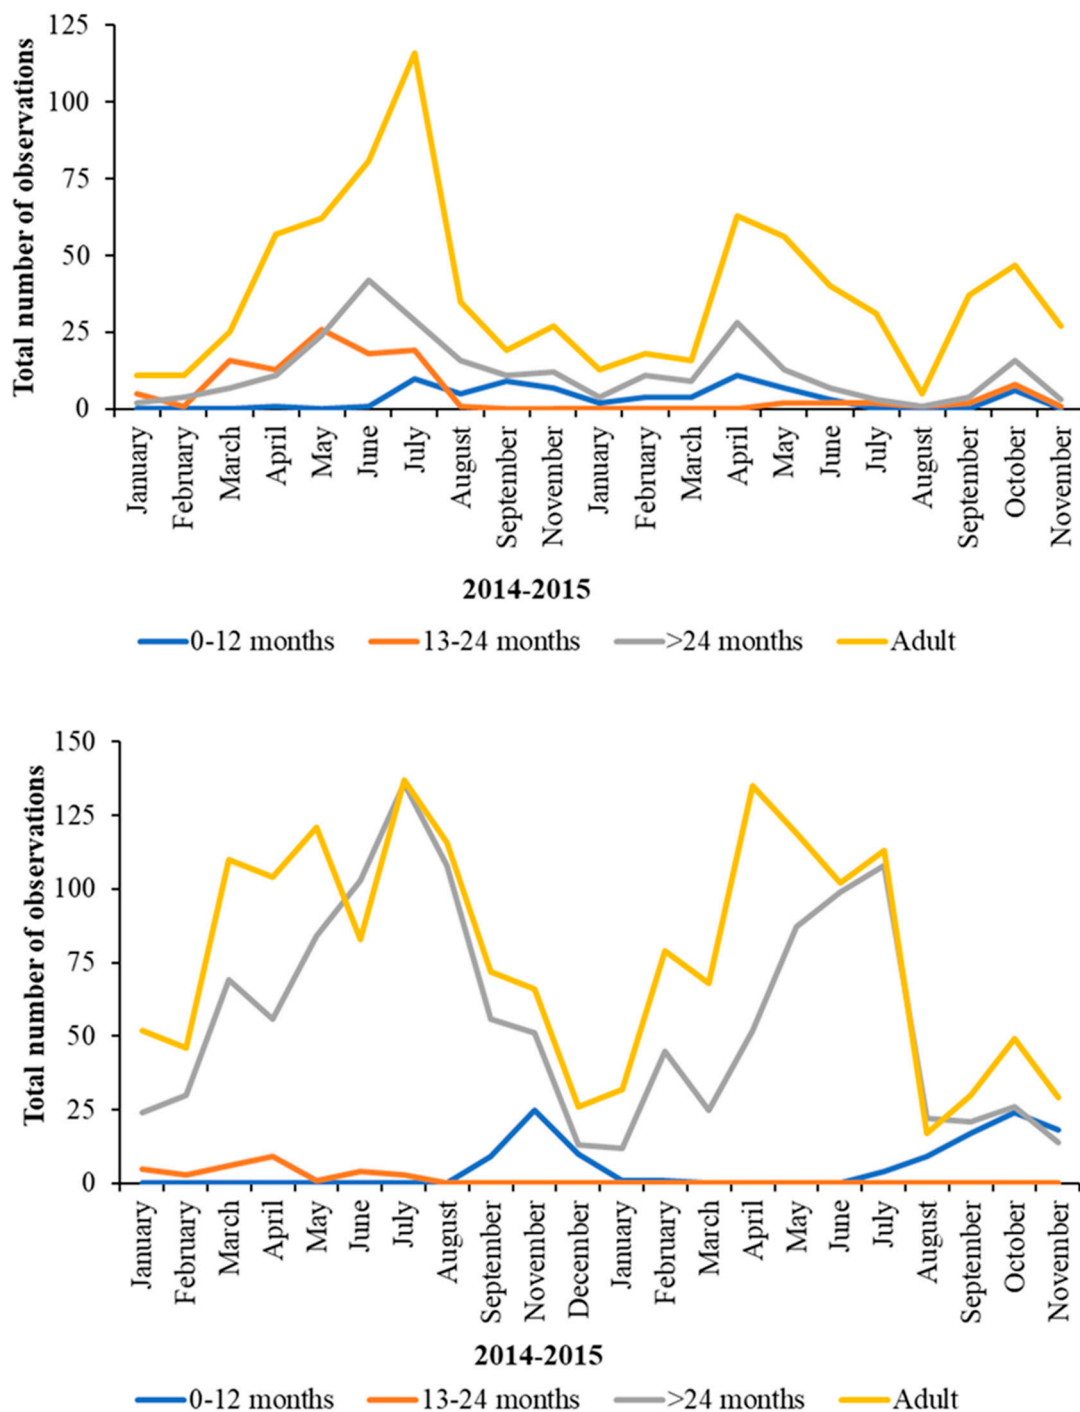 Total number of observations
125
100
75
50
25
0
January
February
March
April
May
June
July
August
September
November
January
February
March
April
May
June
July
August
September
October
November
2014-2015
0-12 months 13-24 months >24 months Adult
Total number of observations
150
125
100
75
50
25
0
January
February
March
April
May
June
July
August
September
November
December
January
February
March
April
May
June
July
August
September
October
November
2014-2015
0-12 months 13-24 months >24 months Adult